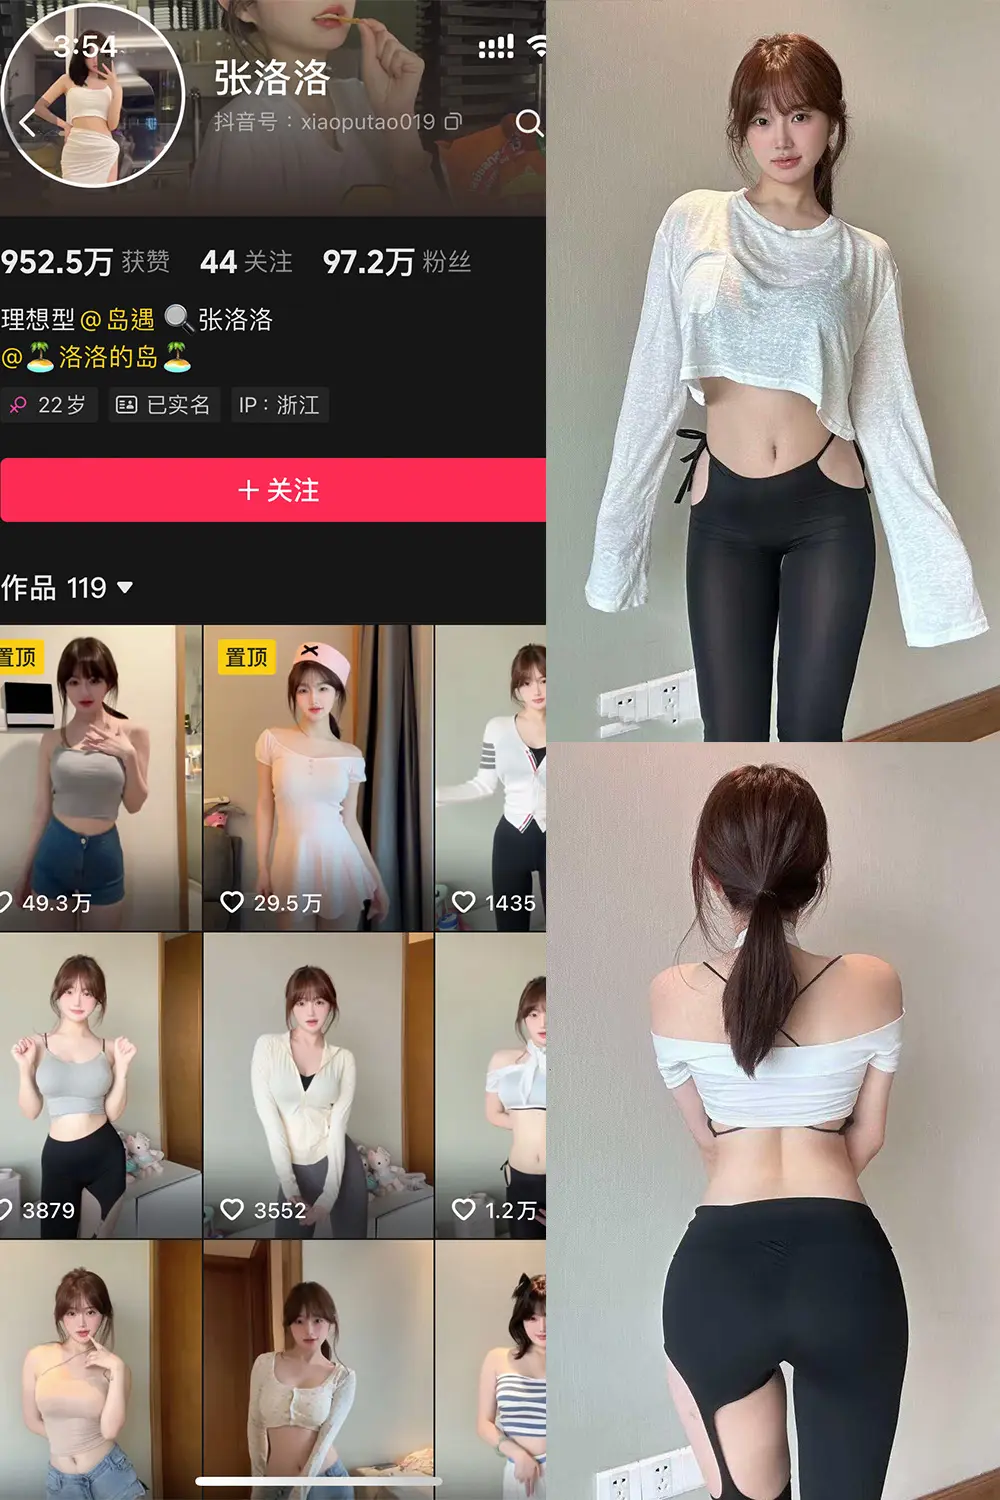 3:54
张洛洛
抖音号：xiaoputao019
952.5万 获赞 44 关注 97.2万 粉丝
理想型@岛遇 🔍张洛洛
@🏝️洛洛的岛🏝️
22岁 已实名 IP：浙江
+ 关注
作品 119
置顶 置顶
49.3万 29.5万 1435
3879 3552 1.2万